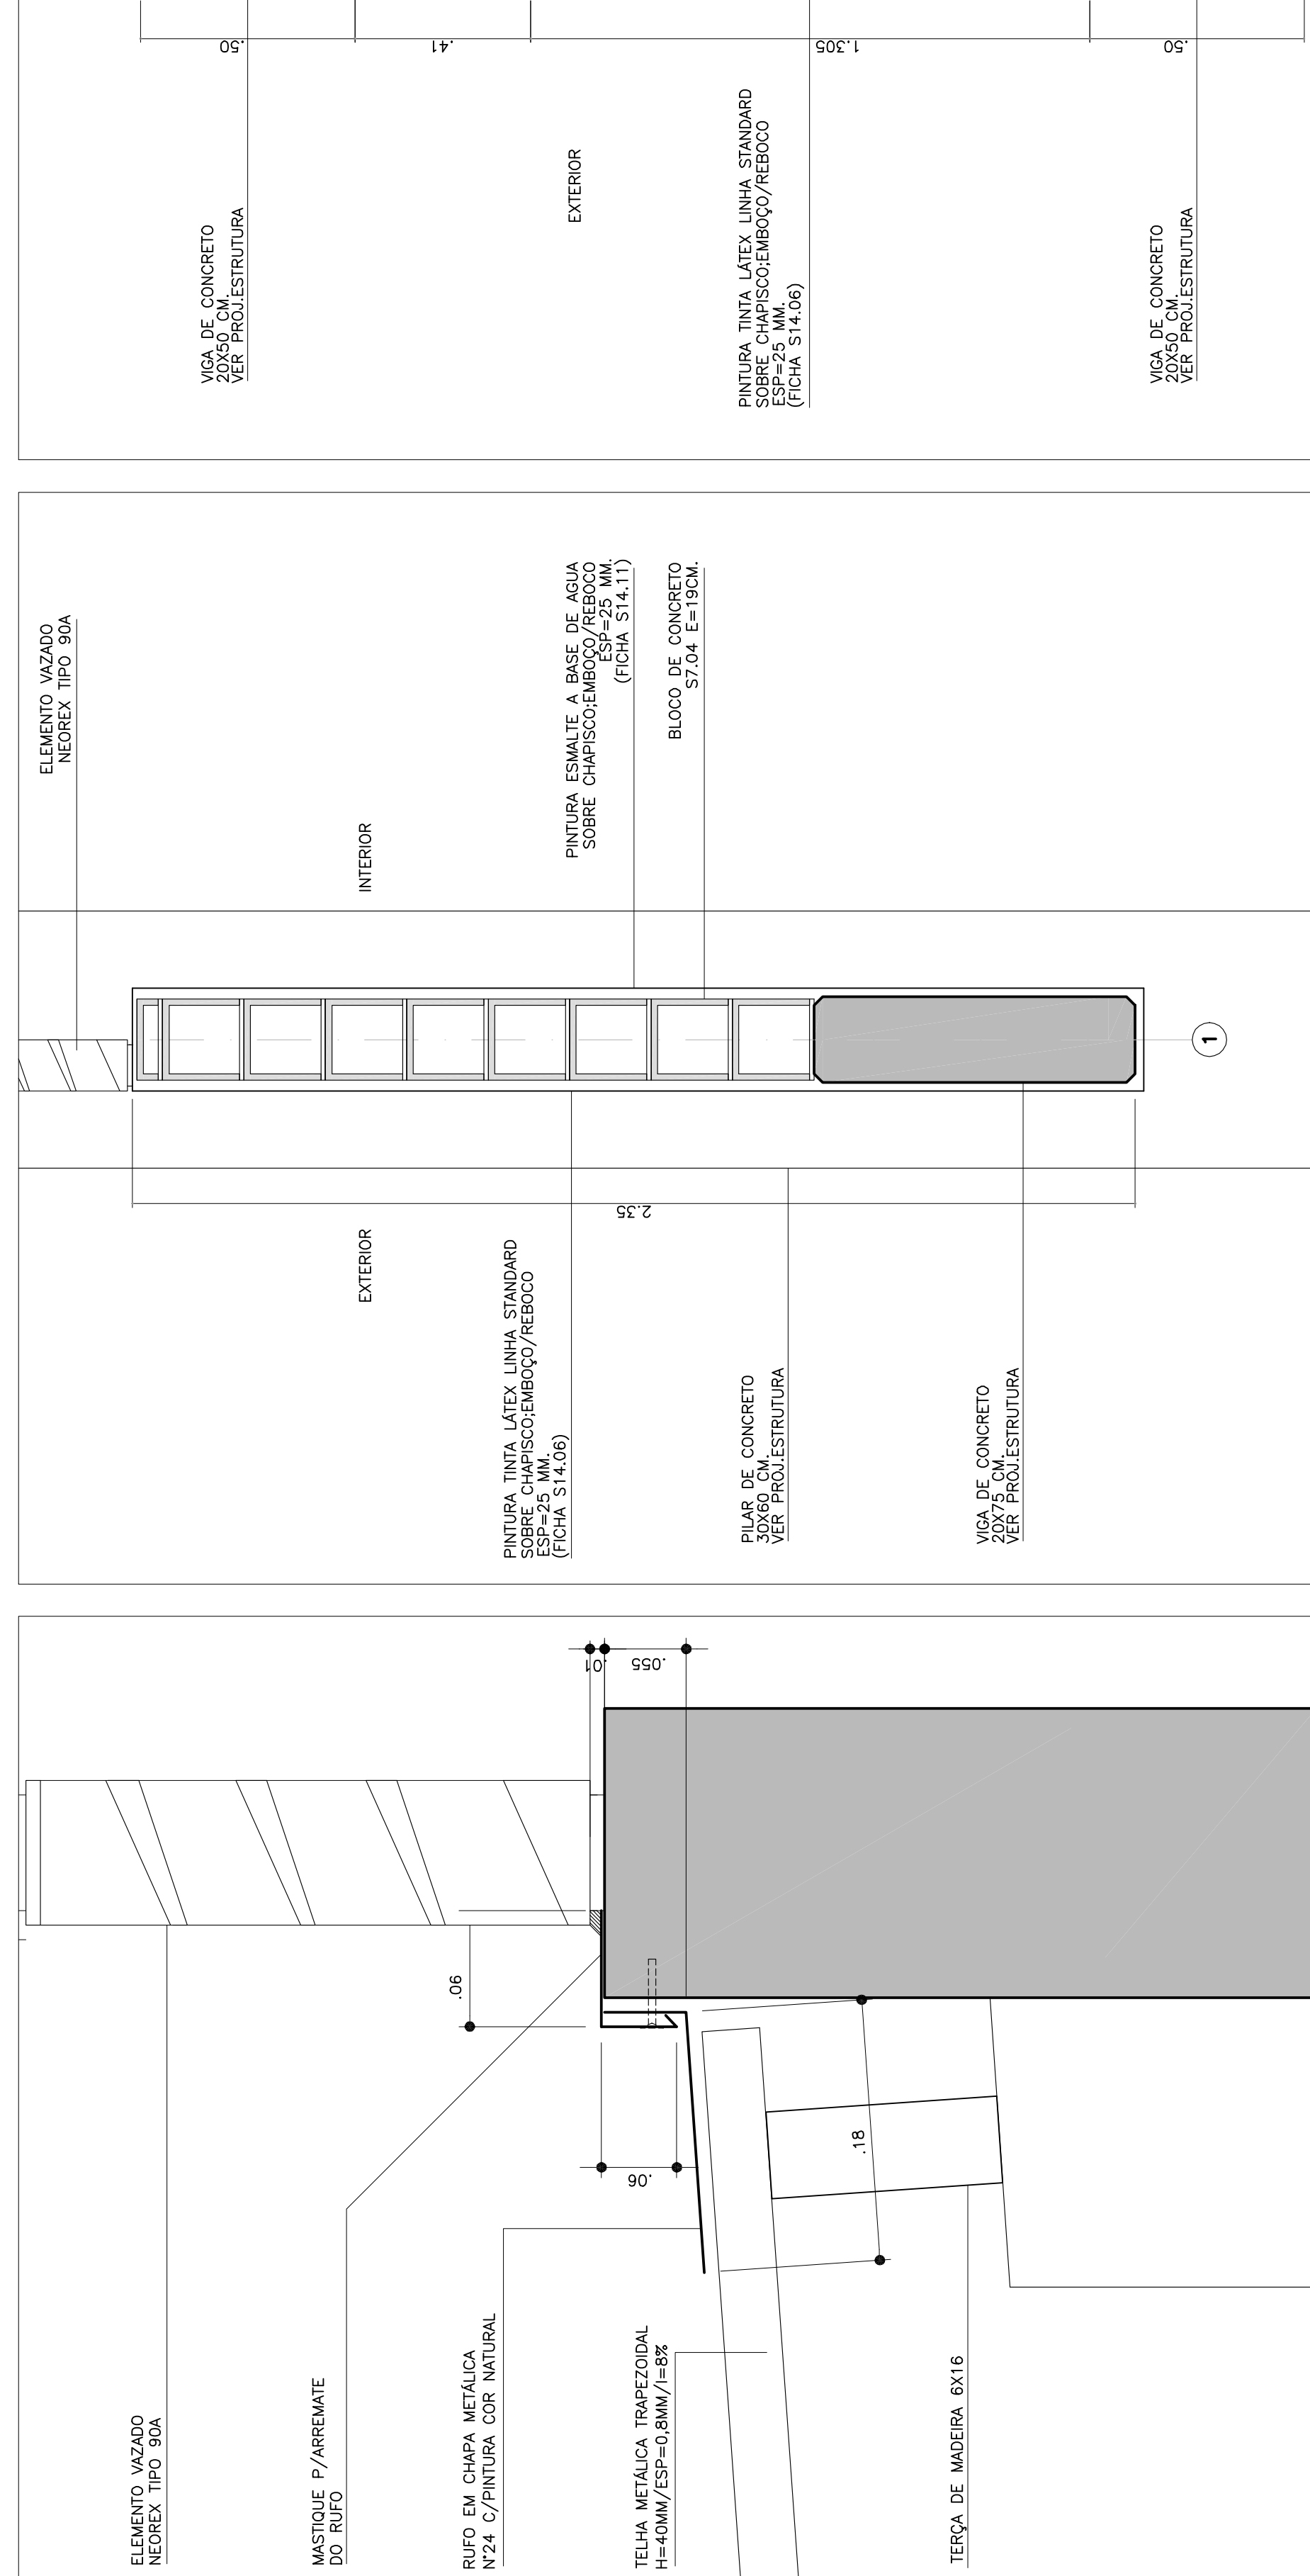 .50
.41
1.305
.50
VIGA DE CONCRETO
20X50 CM.
VER PROJ.ESTRUTURA
EXTERIOR
PINTURA TINTA LÁTEX LINHA STANDARD
SOBRE CHAPISCO;EMBOÇO/REBOCO
ESP=25 MM.
(FICHA S14.06)
VIGA DE CONCRETO
20X50 CM.
VER PROJ.ESTRUTURA
ELEMENTO VAZADO
NEOREX TIPO 90A
INTERIOR
PINTURA ESMALTE A BASE DE AGUA
SOBRE CHAPISCO;EMBOÇO/REBOCO
ESP=25 MM.
(FICHA S14.11)
BLOCO DE CONCRETO
S7.04 E=19CM.
1
2.35
EXTERIOR
PINTURA TINTA LÁTEX LINHA STANDARD
SOBRE CHAPISCO;EMBOÇO/REBOCO
ESP=25 MM.
(FICHA S14.06)
PILAR DE CONCRETO
30X60 CM.
VER PROJ.ESTRUTURA
VIGA DE CONCRETO
20X75 CM.
VER PROJ.ESTRUTURA
.01
.055
.06
.06
.18
ELEMENTO VAZADO
NEOREX TIPO 90A
MASTIQUE P/ARREMATE
DO RUFO
RUFO EM CHAPA METÁLICA
N°24 C/PINTURA COR NATURAL
TELHA METÁLICA TRAPEZOIDAL
H=40MM/ESP=0,8MM/I=8%
TERÇA DE MADEIRA 6X16